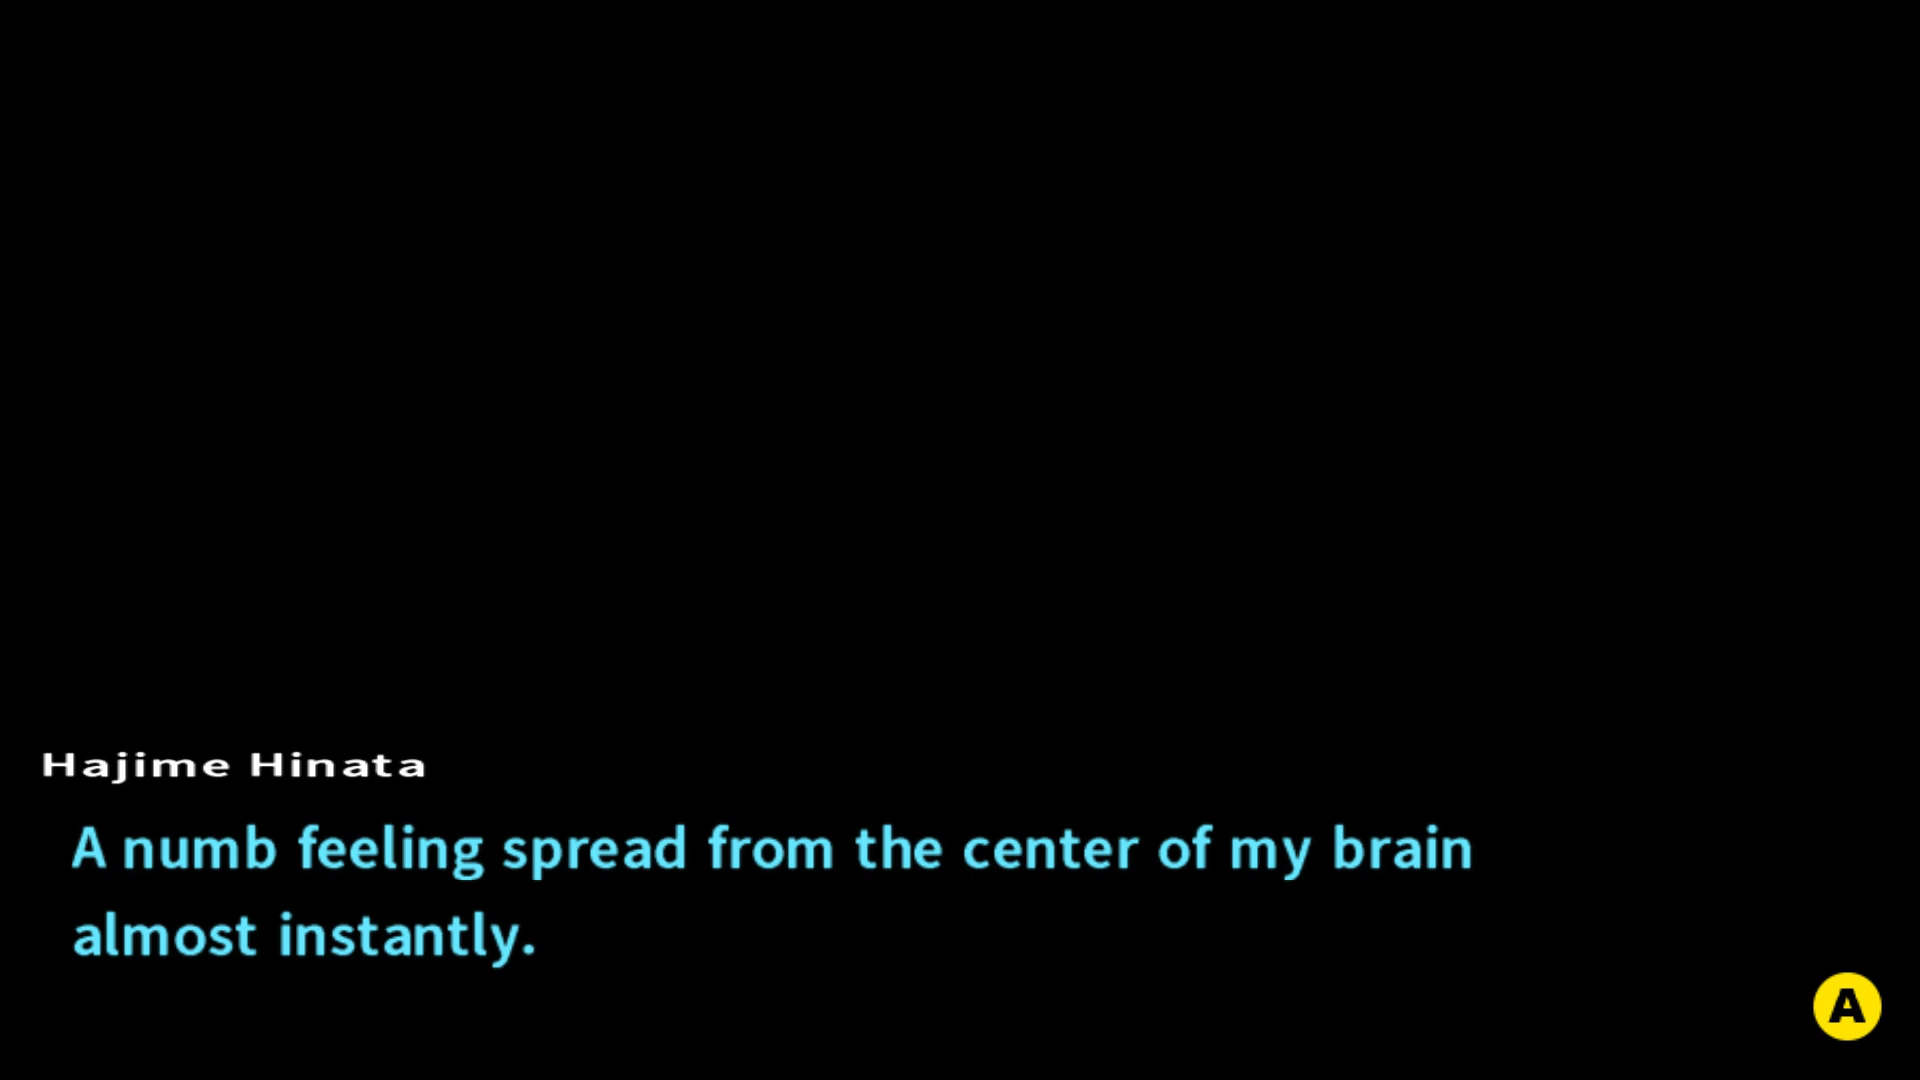 Hajime Hinata
A numb feeling spread from the center of my brain
almost instantly.
A